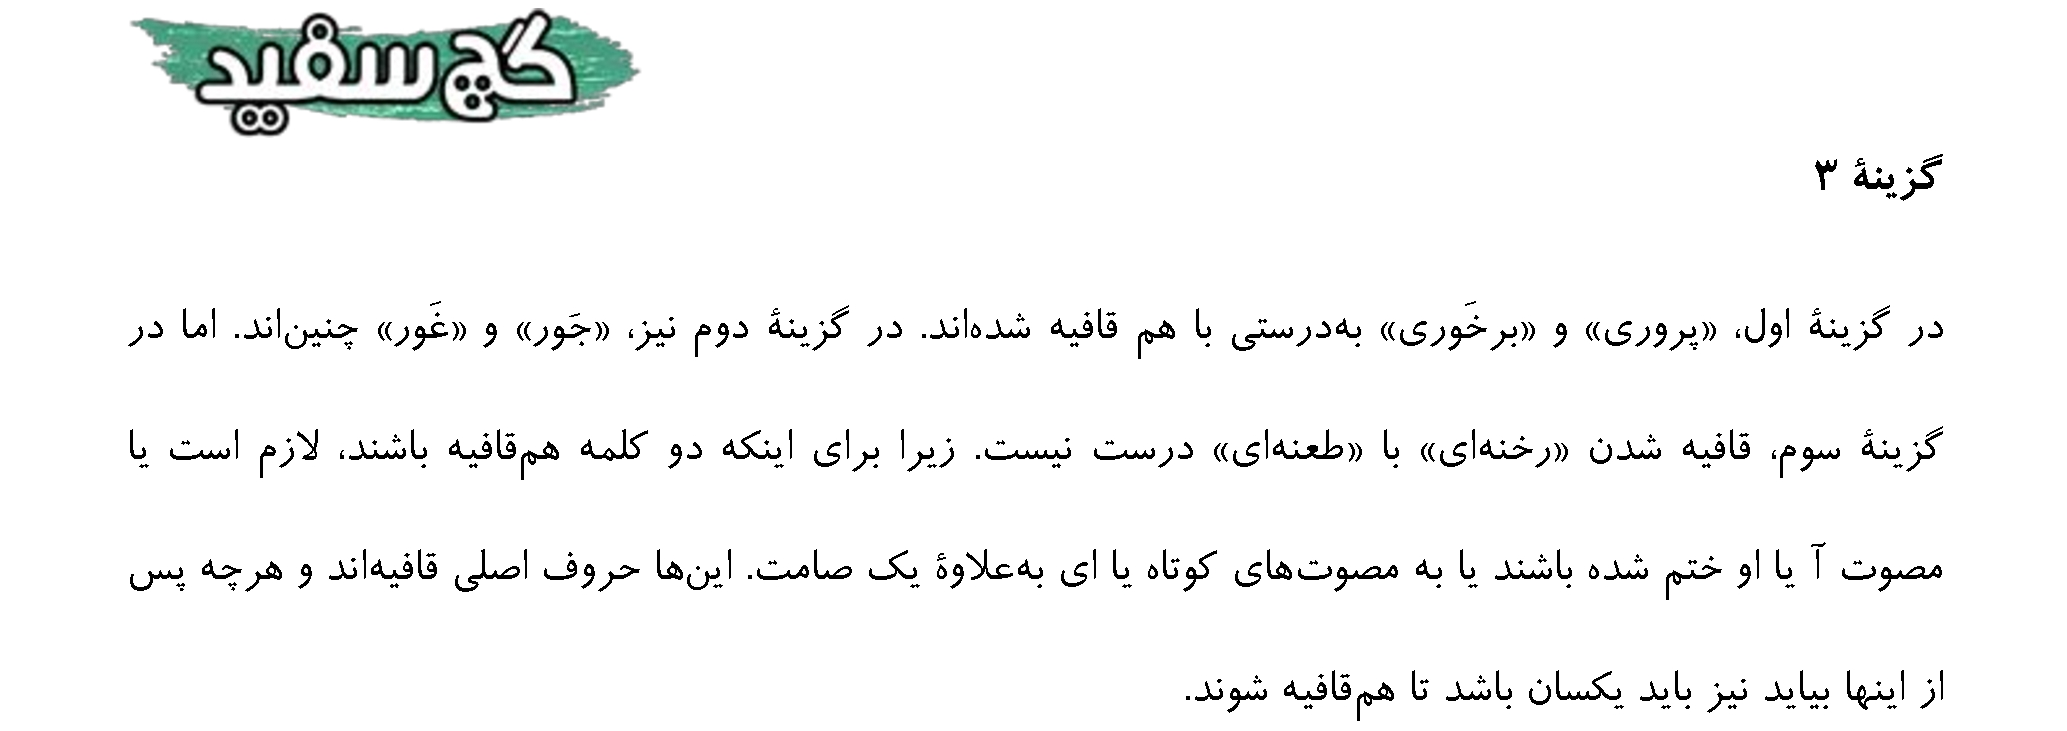 گچ سفید
گزینهٔ ۳
در گزینهٔ اول، «پروری» و «برخَوری» به‌درستی با هم قافیه شده‌اند. در گزینهٔ دوم نیز، «جَور» و «غَور» چنین‌اند. اما در
گزینهٔ سوم، قافیه شدن «رخنه‌ای» با «طعنه‌ای» درست نیست. زیرا برای اینکه دو کلمه هم‌قافیه باشند، لازم است یا
مصوت آ یا او ختم شده باشند یا به مصوت‌های کوتاه یا ای به‌علاوهٔ یک صامت. این‌ها حروف اصلی قافیه‌اند و هرچه پس
از اینها بیاید نیز باید یکسان باشد تا هم‌قافیه شوند.